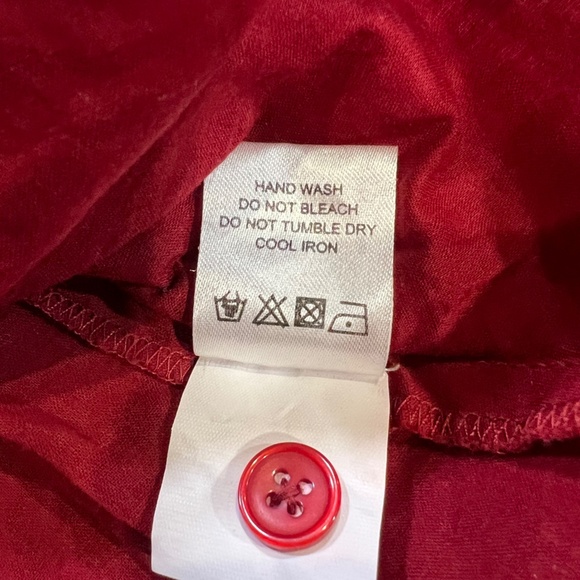 HAND WASH
DO NOT BLEACH
DO NOT TUMBLE DRY
COOL IRON